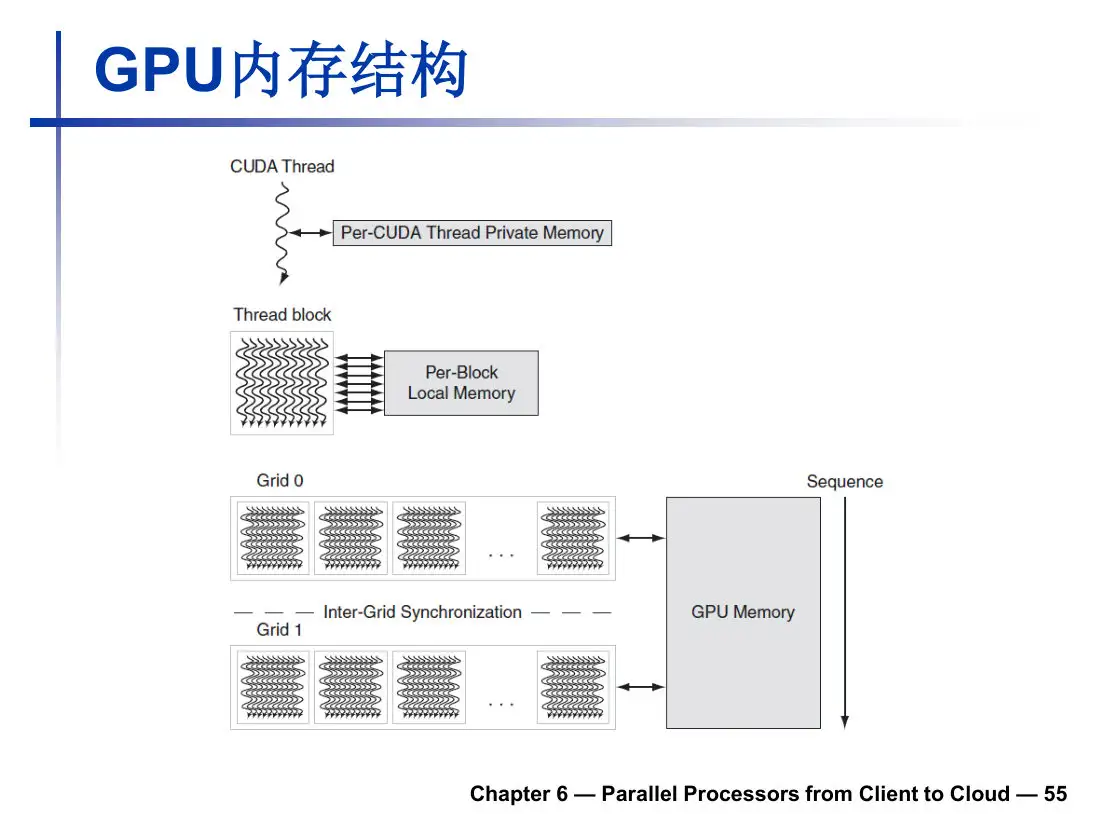 GPU内存结构
CUDA Thread
Per-CUDA Thread Private Memory
Thread block
Per-Block
Local Memory
Grid 0
Sequence
. . .
Inter-Grid Synchronization
GPU Memory
Grid 1
. . .
Chapter 6 — Parallel Processors from Client to Cloud — 55